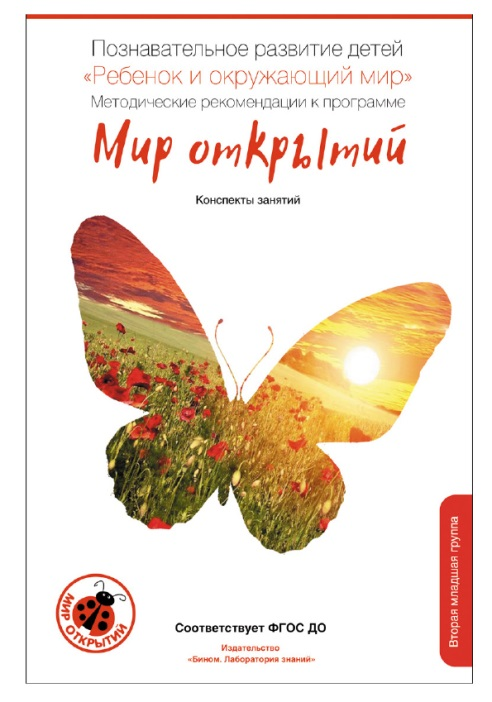 Познавательное развитие детей
«Ребенок и окружающий мир»
Методические рекомендации к программе
Мир открытий
Конспекты занятий
Вторая младшая группа
МИР ОТКРЫТИЙ
Соответствует ФГОС ДО
Издательство
«Бином. Лаборатория знаний»